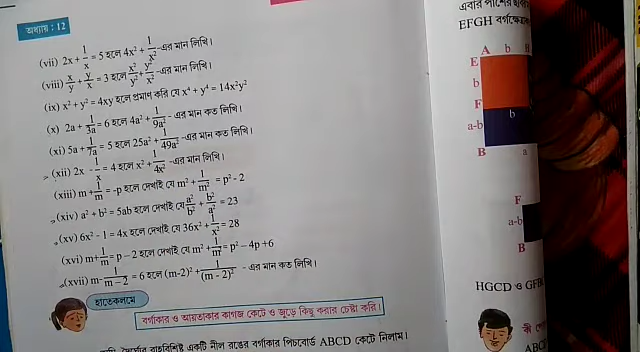 অধ্যায় : 12
(vii) 2x + 1/x = 5 হলে 4x² + 1/x² -এর মান লিখি।
(viii) x/y + y/x = 3 হলে x²/y² + y²/x² -এর মান লিখি।
(ix) x² + y² = 4xy হলে প্রমাণ করি যে x⁴ + y⁴ = 14x²y²
(x) 2a + 1/3a = 6 হলে 4a² + 1/9a² - এর মান কত লিখি।
(xi) 5a + 1/7a = 5 হলে 25a² + 1/49a² -এর মান কত লিখি।
(xii) 2x - 1/x = 4 হলে x² + 1/4x² -এর মান লিখি।
(xiii) m + 1/m = -p হলে দেখাই যে m² + 1/m² = p² - 2
(xiv) a² + b² = 5ab হলে দেখাই যে a²/b² + b²/a² = 23
(xv) 6x² - 1 = 4x হলে দেখাই যে 36x² + 1/x² = 28
(xvi) m + 1/m = p - 2 হলে দেখাই যে m² + 1/m² = p² - 4p + 6
(xvii) m - 1/m - 2 = 6 হলে (m-2)² + 1/(m - 2)² - এর মান কত লিখি।
হাতেকলমে
বর্গাকার ও আয়তাকার কাগজ কেটে ও জুড়ে কিছু করার চেষ্টা করি।
বাহুবিশিষ্ট একটি নীল রঙের বর্গাকার পিচবোর্ড ABCD কেটে নিলাম।
এবার পাশের
EFGH
A b
E
b
F
b
a-b
B a
F
a-b
B
HGCD ও
কী
ABC